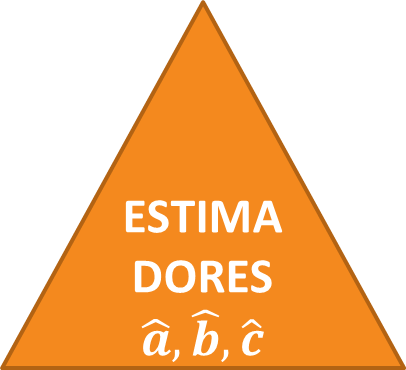 ESTIMA
DORES
â, b̂, ĉ